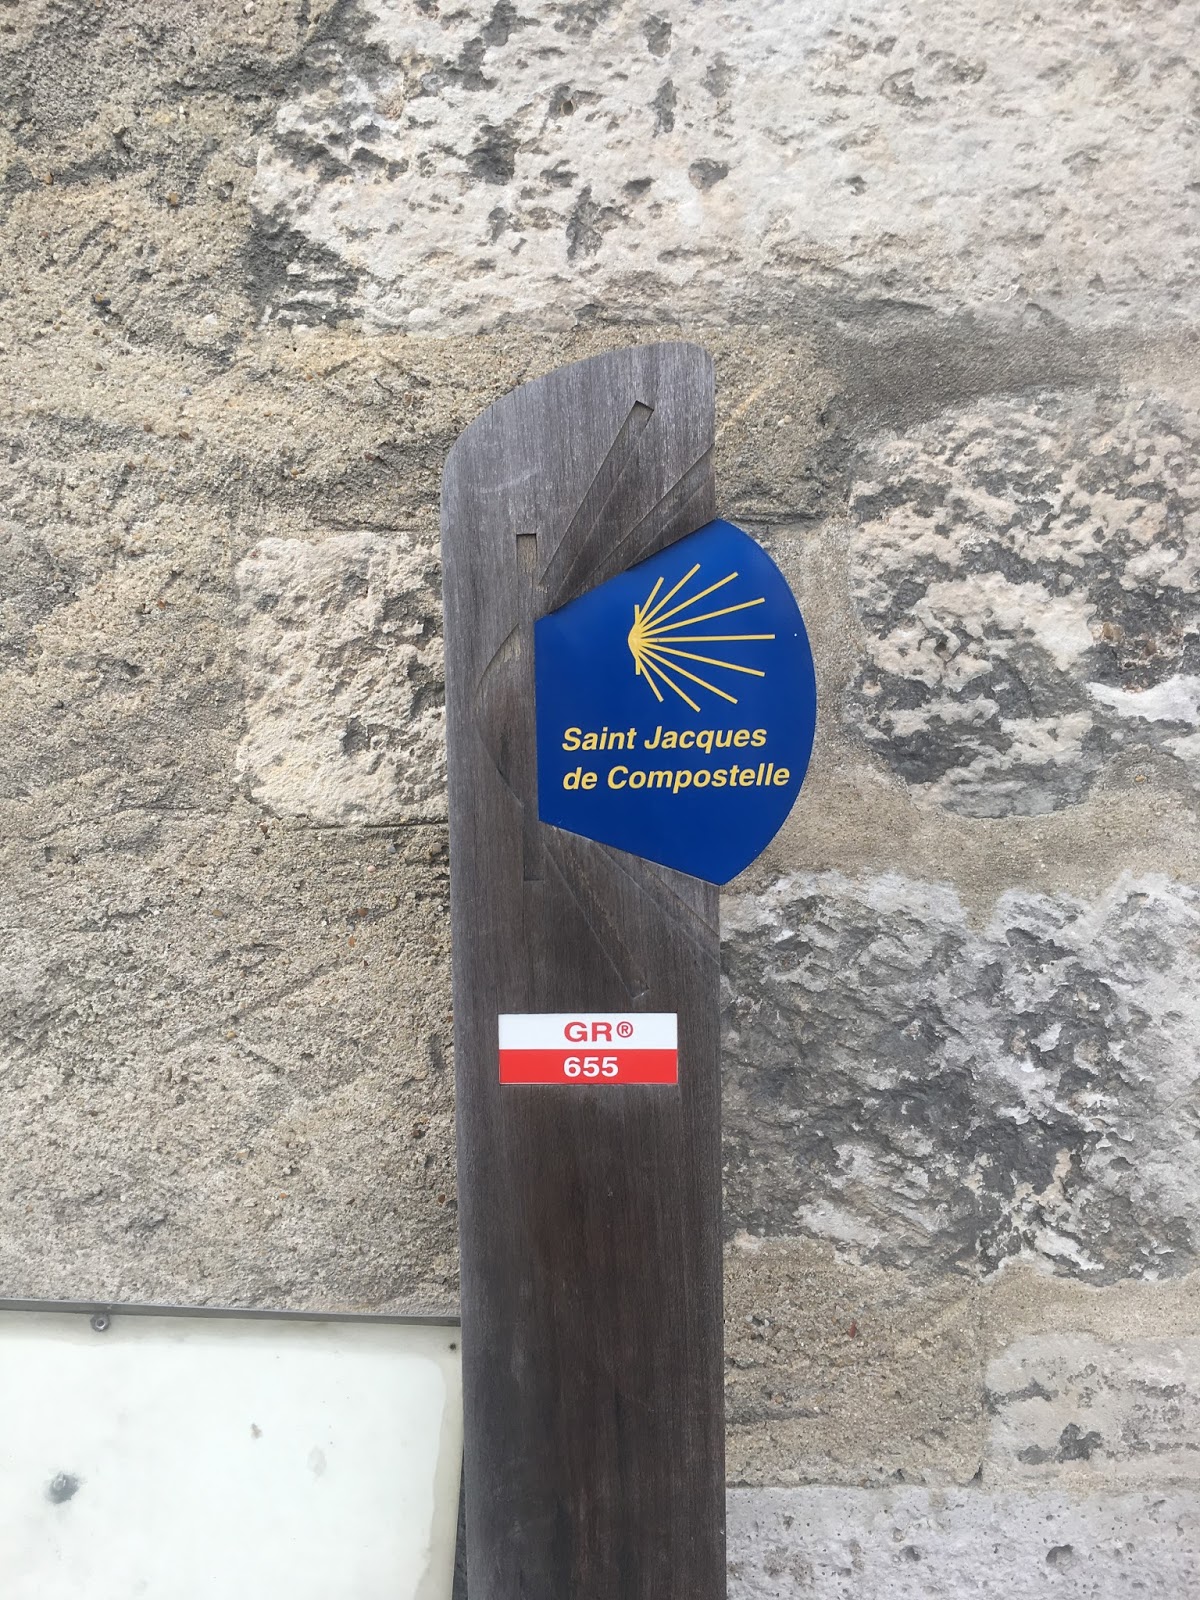 Saint Jacques
de Compostelle
GR®
655